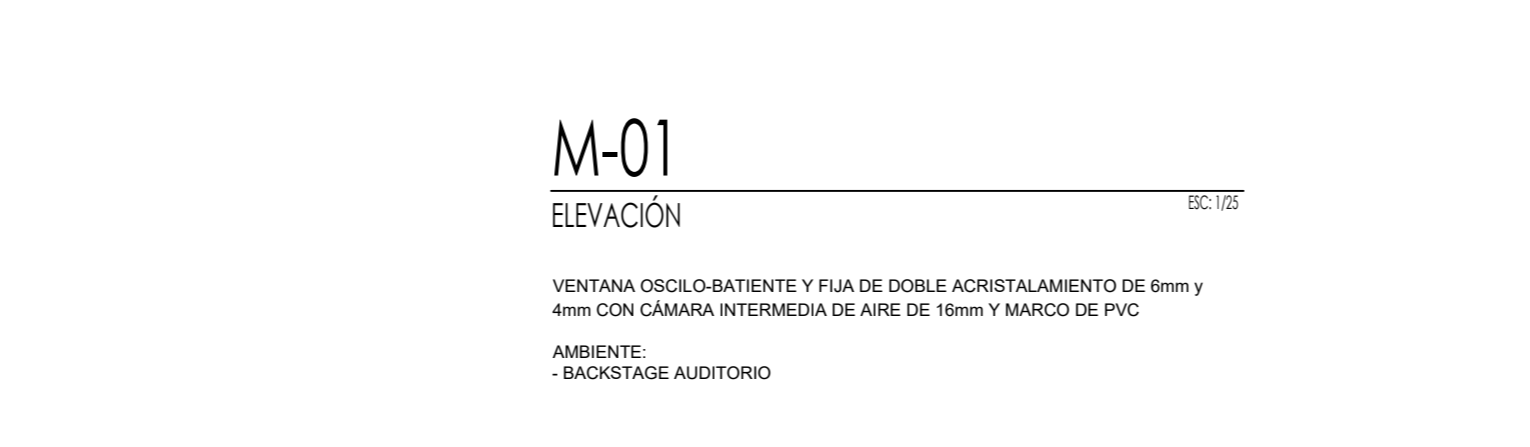 M-01
ELEVACIÓN
ESC: 1/25
VENTANA OSCILO-BATIENTE Y FIJA DE DOBLE ACRISTALAMIENTO DE 6mm y
4mm CON CÁMARA INTERMEDIA DE AIRE DE 16mm Y MARCO DE PVC
AMBIENTE:
- BACKSTAGE AUDITORIO